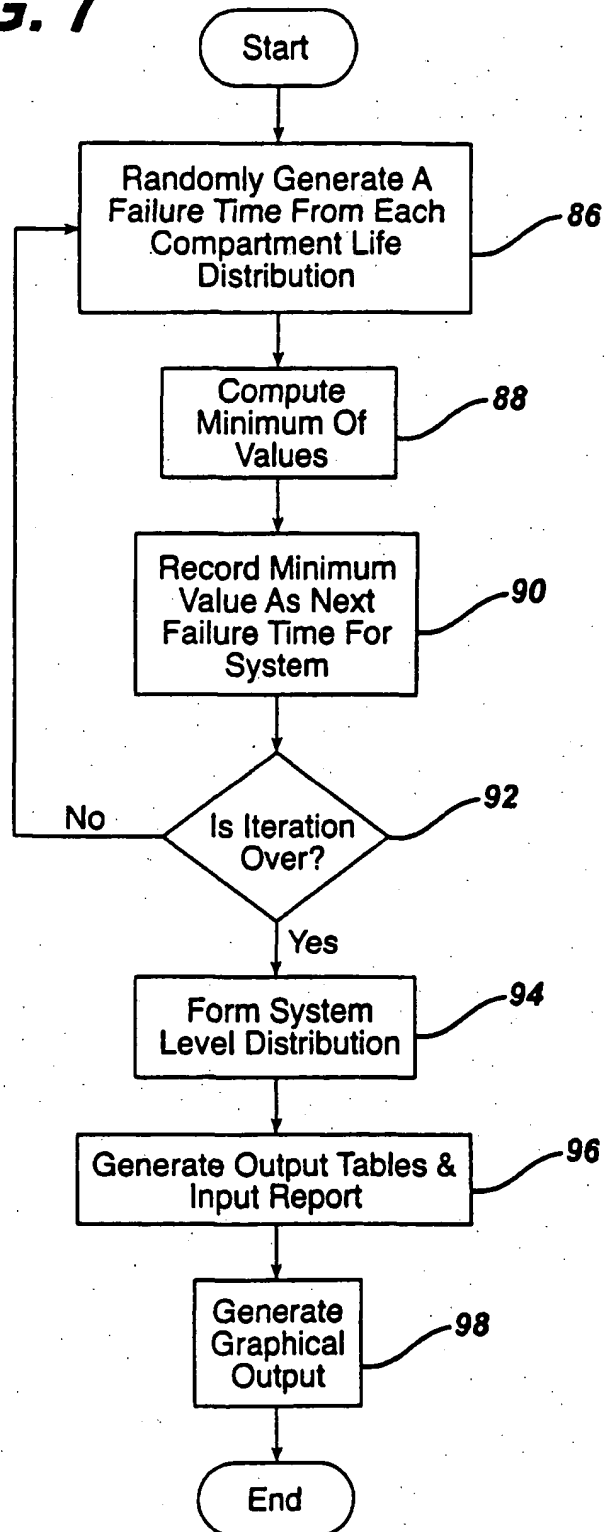 G. 7
Start
Randomly Generate A
Failure Time From Each
Compartment Life
Distribution
86
Compute
Minimum Of
Values
88
Record Minimum
Value As Next
Failure Time For
System
90
Is Iteration
Over?
92
No
Yes
Form System
Level Distribution
94
Generate Output Tables &
Input Report
96
Generate
Graphical
Output
98
End